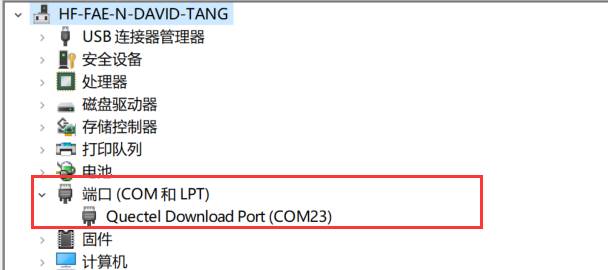 HF-FAE-N-DAVID-TANG
USB 连接器管理器
安全设备
处理器
磁盘驱动器
存储控制器
打印队列
电池
端口 (COM 和 LPT)
Quectel Download Port (COM23)
固件
计算机